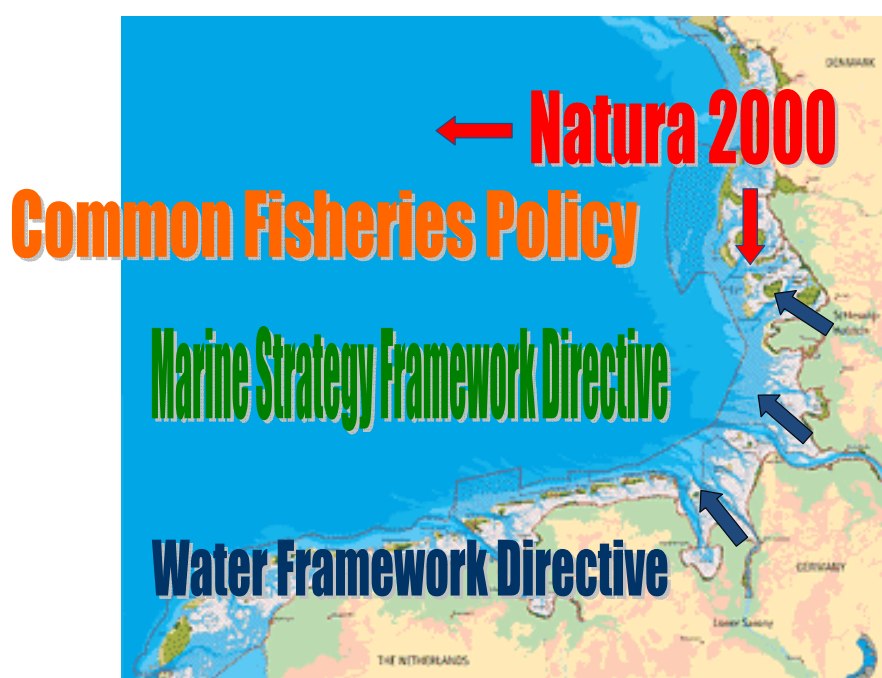 DENMARK
Natura 2000
Common Fisheries Policy
Schleswig-
Holstein
Marine Strategy Framework Directive
Water Framework Directive
GERMANY
Lower Saxony
THE NETHERLANDS